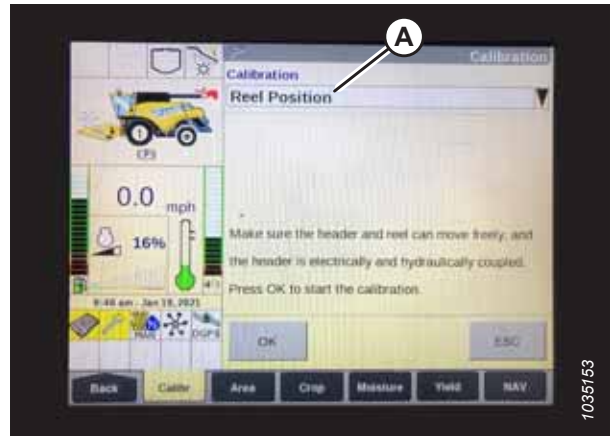 A
Calibration
Calibration
Reel Position
0.0 mph
16%
Make sure the header and reel can move freely, and
the header is electrically and hydraulically coupled.
Press OK to start the calibration.
9:46 am - Jan 19, 2021
MAN
DGPS
OK
ESC
Back
Calibr
Area
Crop
Moisture
Yield
NAV
1035153